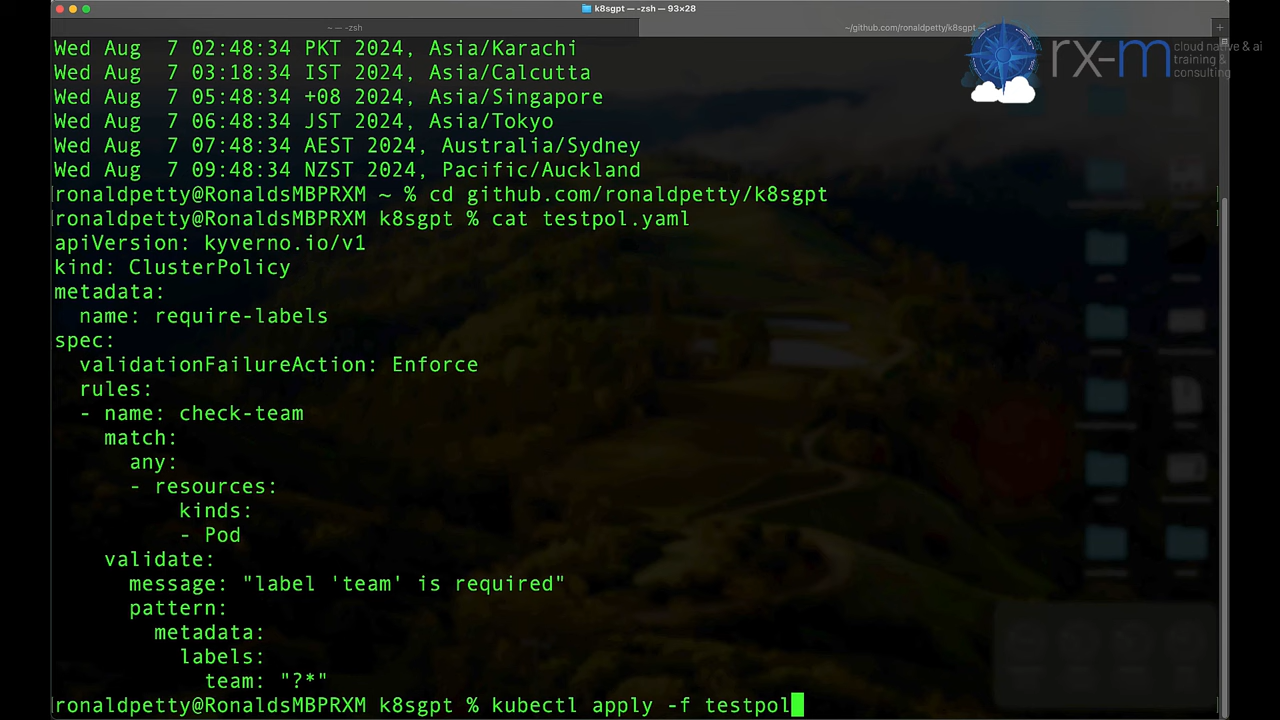 k8sgpt — -zsh — 93×28
~ — -zsh
~/github.com/ronaldpetty/k8sgpt —
+
rx-m cloud native & ai
training &
consulting
Wed Aug  7 02:48:34 PKT 2024, Asia/Karachi
Wed Aug  7 03:18:34 IST 2024, Asia/Calcutta
Wed Aug  7 05:48:34 +08 2024, Asia/Singapore
Wed Aug  7 06:48:34 JST 2024, Asia/Tokyo
Wed Aug  7 07:48:34 AEST 2024, Australia/Sydney
Wed Aug  7 09:48:34 NZST 2024, Pacific/Auckland
ronaldpetty@RonaldsMBPRXM ~ % cd github.com/ronaldpetty/k8sgpt
ronaldpetty@RonaldsMBPRXM k8sgpt % cat testpol.yaml
apiVersion: kyverno.io/v1
kind: ClusterPolicy
metadata:
  name: require-labels
spec:
  validationFailureAction: Enforce
  rules:
  - name: check-team
    match:
      any:
      - resources:
          kinds:
          - Pod
    validate:
      message: "label 'team' is required"
      pattern:
        metadata:
          labels:
            team: "?*"
ronaldpetty@RonaldsMBPRXM k8sgpt % kubectl apply -f testpol